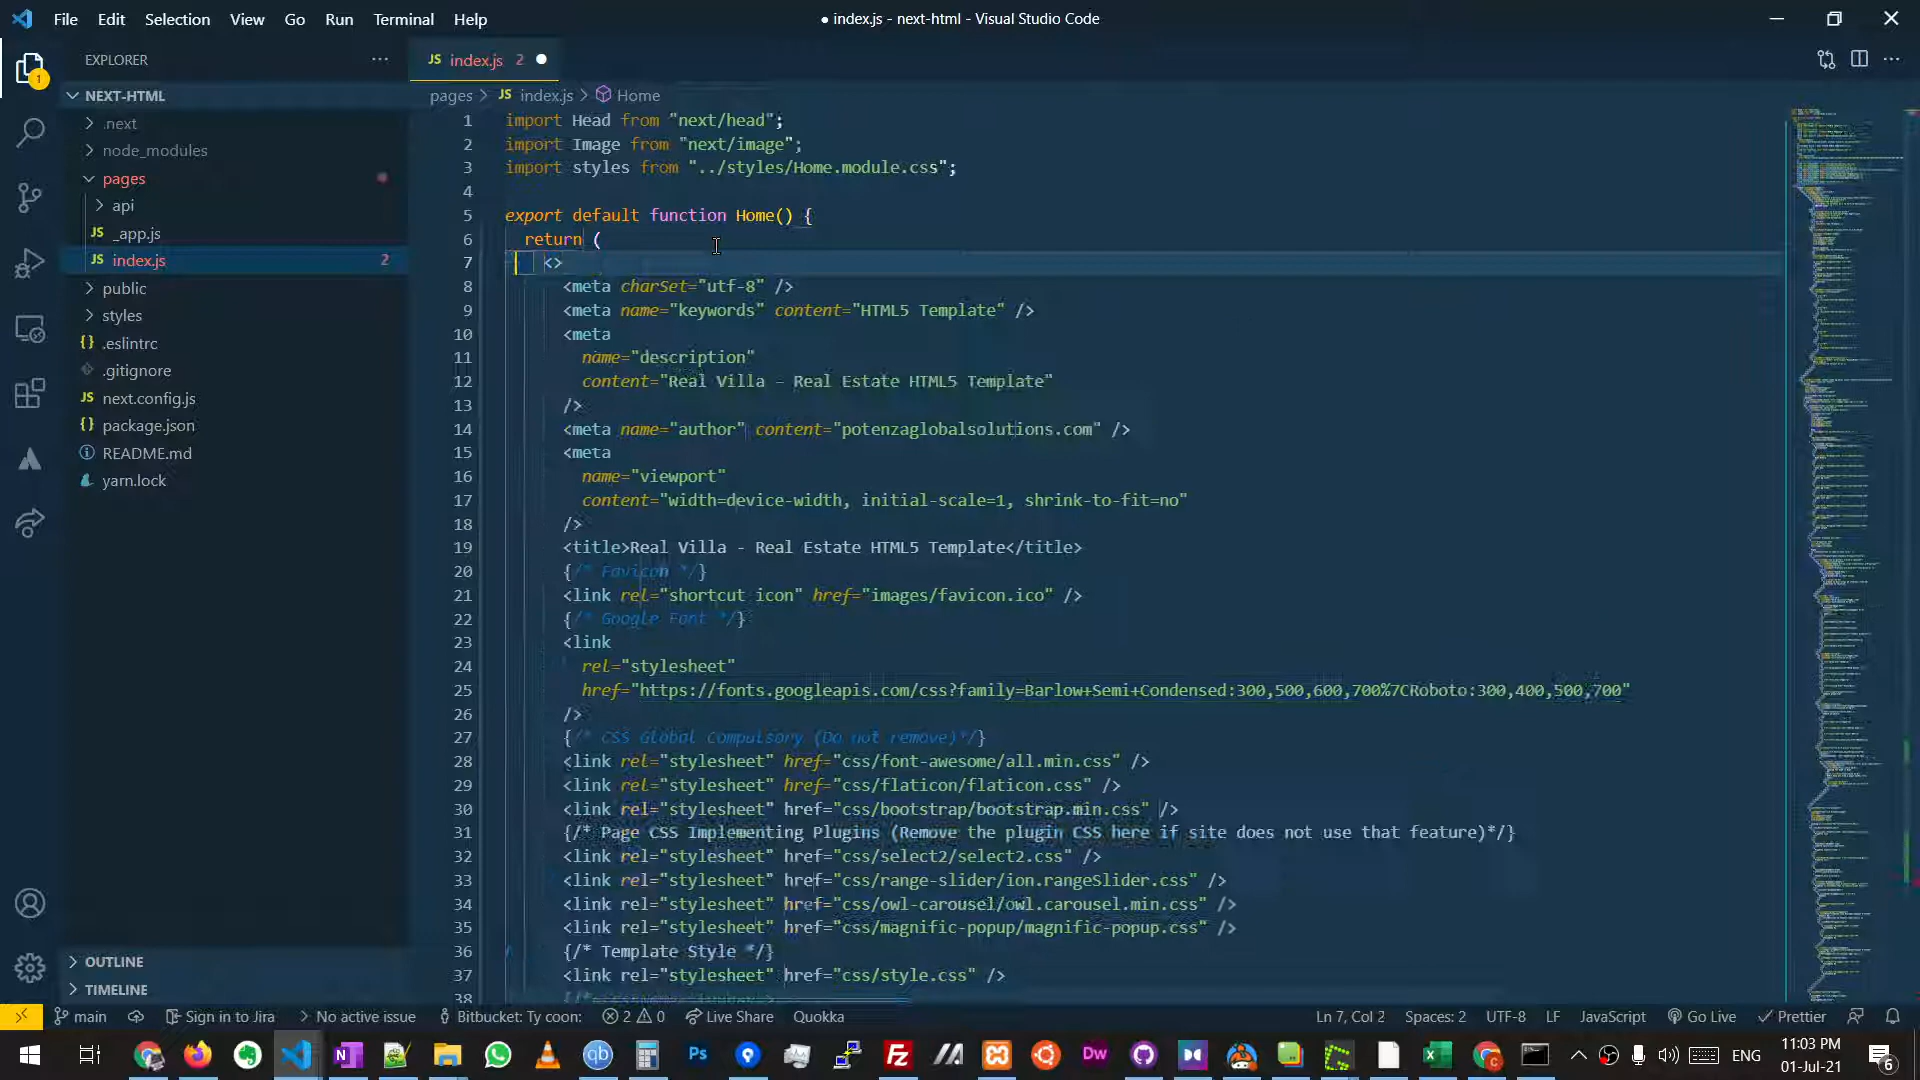 File Edit Selection View Go Run Terminal Help
● index.js - next-html - Visual Studio Code
EXPLORER
JS index.js 2
NEXT-HTML
pages > JS index.js > Home
.next
node_modules
pages
api
JS _app.js
JS index.js 2
public
styles
{} .eslintrc
.gitignore
JS next.config.js
{} package.json
README.md
yarn.lock
OUTLINE
TIMELINE
1 import Head from "next/head";
2 import Image from "next/image";
3 import styles from "../styles/Home.module.css";
4
5 export default function Home() {
6 return (
7 <>
8 <meta charSet="utf-8" />
9 <meta name="keywords" content="HTML5 Template" />
10 <meta
11 name="description"
12 content="Real Villa - Real Estate HTML5 Template"
13 />
14 <meta name="author" content="potenzaglobalsolutions.com" />
15 <meta
16 name="viewport"
17 content="width=device-width, initial-scale=1, shrink-to-fit=no"
18 />
19 <title>Real Villa - Real Estate HTML5 Template</title>
20 {/* Favicon */}
21 <link rel="shortcut icon" href="images/favicon.ico" />
22 {/* Google Font */}
23 <link
24 rel="stylesheet"
25 href="https://fonts.googleapis.com/css?family=Barlow+Semi+Condensed:300,500,600,700%7CRoboto:300,400,500,700"
26 />
27 {/* CSS Global Compulsory (Do not remove)*/}
28 <link rel="stylesheet" href="css/font-awesome/all.min.css" />
29 <link rel="stylesheet" href="css/flaticon/flaticon.css" />
30 <link rel="stylesheet" href="css/bootstrap/bootstrap.min.css" />
31 {/* Page CSS Implementing Plugins (Remove the plugin CSS here if site does not use that feature)*/}
32 <link rel="stylesheet" href="css/select2/select2.css" />
33 <link rel="stylesheet" href="css/range-slider/ion.rangeSlider.css" />
34 <link rel="stylesheet" href="css/owl-carousel/owl.carousel.min.css" />
35 <link rel="stylesheet" href="css/magnific-popup/magnific-popup.css" />
36 {/* Template Style */}
37 <link rel="stylesheet" href="css/style.css" />
38
main Sign in to Jira No active issue Bitbucket: Ty coon: 2 0 Live Share Quokka Ln 7, Col 2 Spaces: 2 UTF-8 LF JavaScript Go Live Prettier
Ps Fz Dw ENG 11:03 PM
01-Jul-21 6